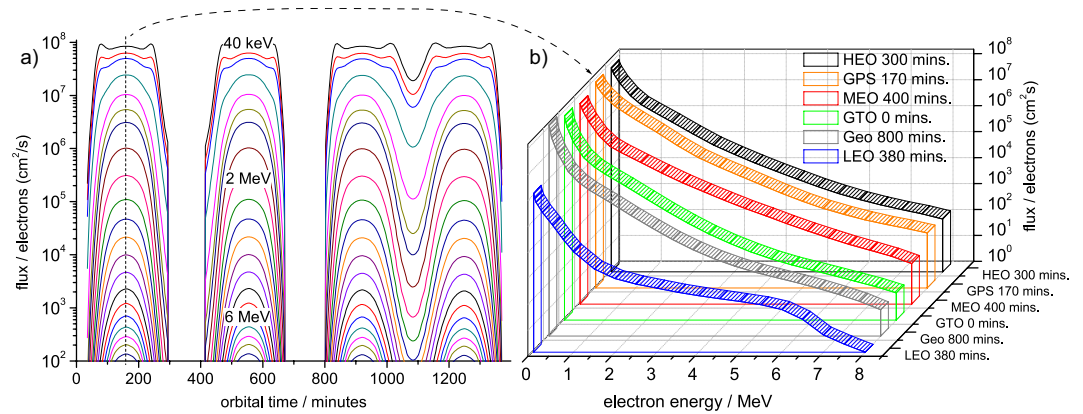 a)
flux / electrons (cm²/s)
10⁸
10⁷
10⁶
10⁵
10⁴
10³
10²
40 keV
2 MeV
6 MeV
0 200 400 600 800 1000 1200
orbital time / minutes
b)
HEO 300 mins.
GPS 170 mins.
MEO 400 mins.
GTO 0 mins.
Geo 800 mins.
LEO 380 mins.
10⁸
10⁷
10⁶
10⁵
10⁴
10³
10²
10¹
10⁰
flux / electrons (cm²s)
HEO 300 mins.
GPS 170 mins.
MEO 400 mins.
GTO 0 mins.
Geo 800 mins.
LEO 380 mins.
0 1 2 3 4 5 6 7 8
electron energy / MeV